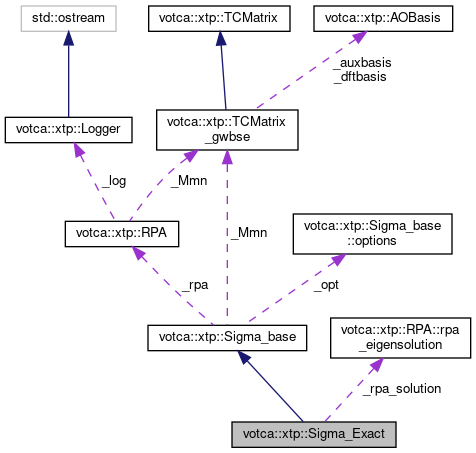 std::ostream
votca::xtp::TCMatrix
votca::xtp::AOBasis
_auxbasis
_dftbasis
votca::xtp::Logger
votca::xtp::TCMatrix
_gwbse
_log
_Mmn
votca::xtp::RPA
_Mmn
votca::xtp::Sigma_base
::options
_rpa
_opt
votca::xtp::Sigma_base
votca::xtp::RPA::rpa
_eigensolution
_rpa_solution
votca::xtp::Sigma_Exact